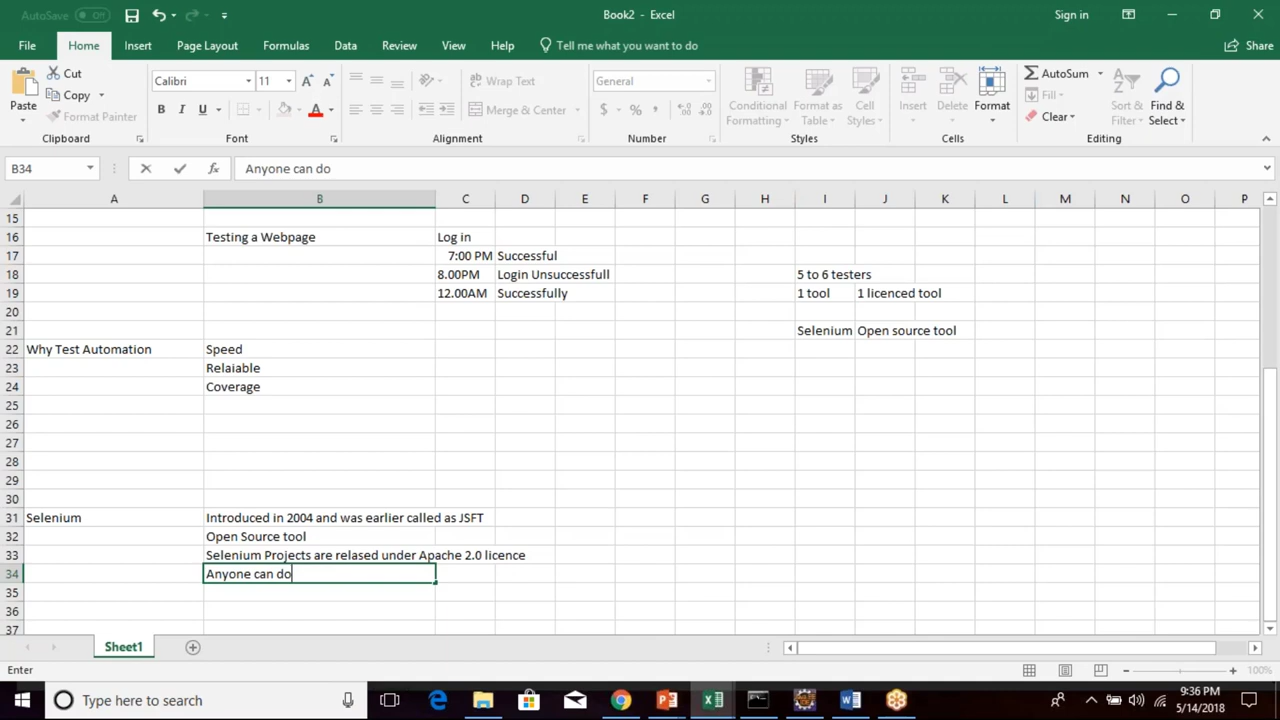 AutoSave Off
Book2 - Excel
Sign in
File Home Insert Page Layout Formulas Data Review View Help Tell me what you want to do Share
Paste
Cut
Copy
Format Painter
Clipboard
Calibri 11
B I U
A A
Font
Wrap Text
Merge & Center
Alignment
General
$ % ,
Number
Conditional Formatting
Format as Table
Cell Styles
Styles
Insert
Delete
Format
Cells
AutoSum
Fill
Clear
Sort & Filter
Find & Select
Editing
B34 fx Anyone can do
A B C D E F G H I J K L M N O P
15
16 Testing a Webpage Log in
17 7:00 PM Successful
18 8.00PM Login Unsuccessfull 5 to 6 testers
19 12.00AM Successfully 1 tool 1 licenced tool
20
21 Selenium Open source tool
22 Why Test Automation Speed
23 Relaiable
24 Coverage
25
26
27
28
29
30
31 Selenium Introduced in 2004 and was earlier called as JSFT
32 Open Source tool
33 Selenium Projects are relased under Apache 2.0 licence
34 Anyone can do
35
36
37
Sheet1
Enter
100%
Type here to search
9:36 PM
5/14/2018